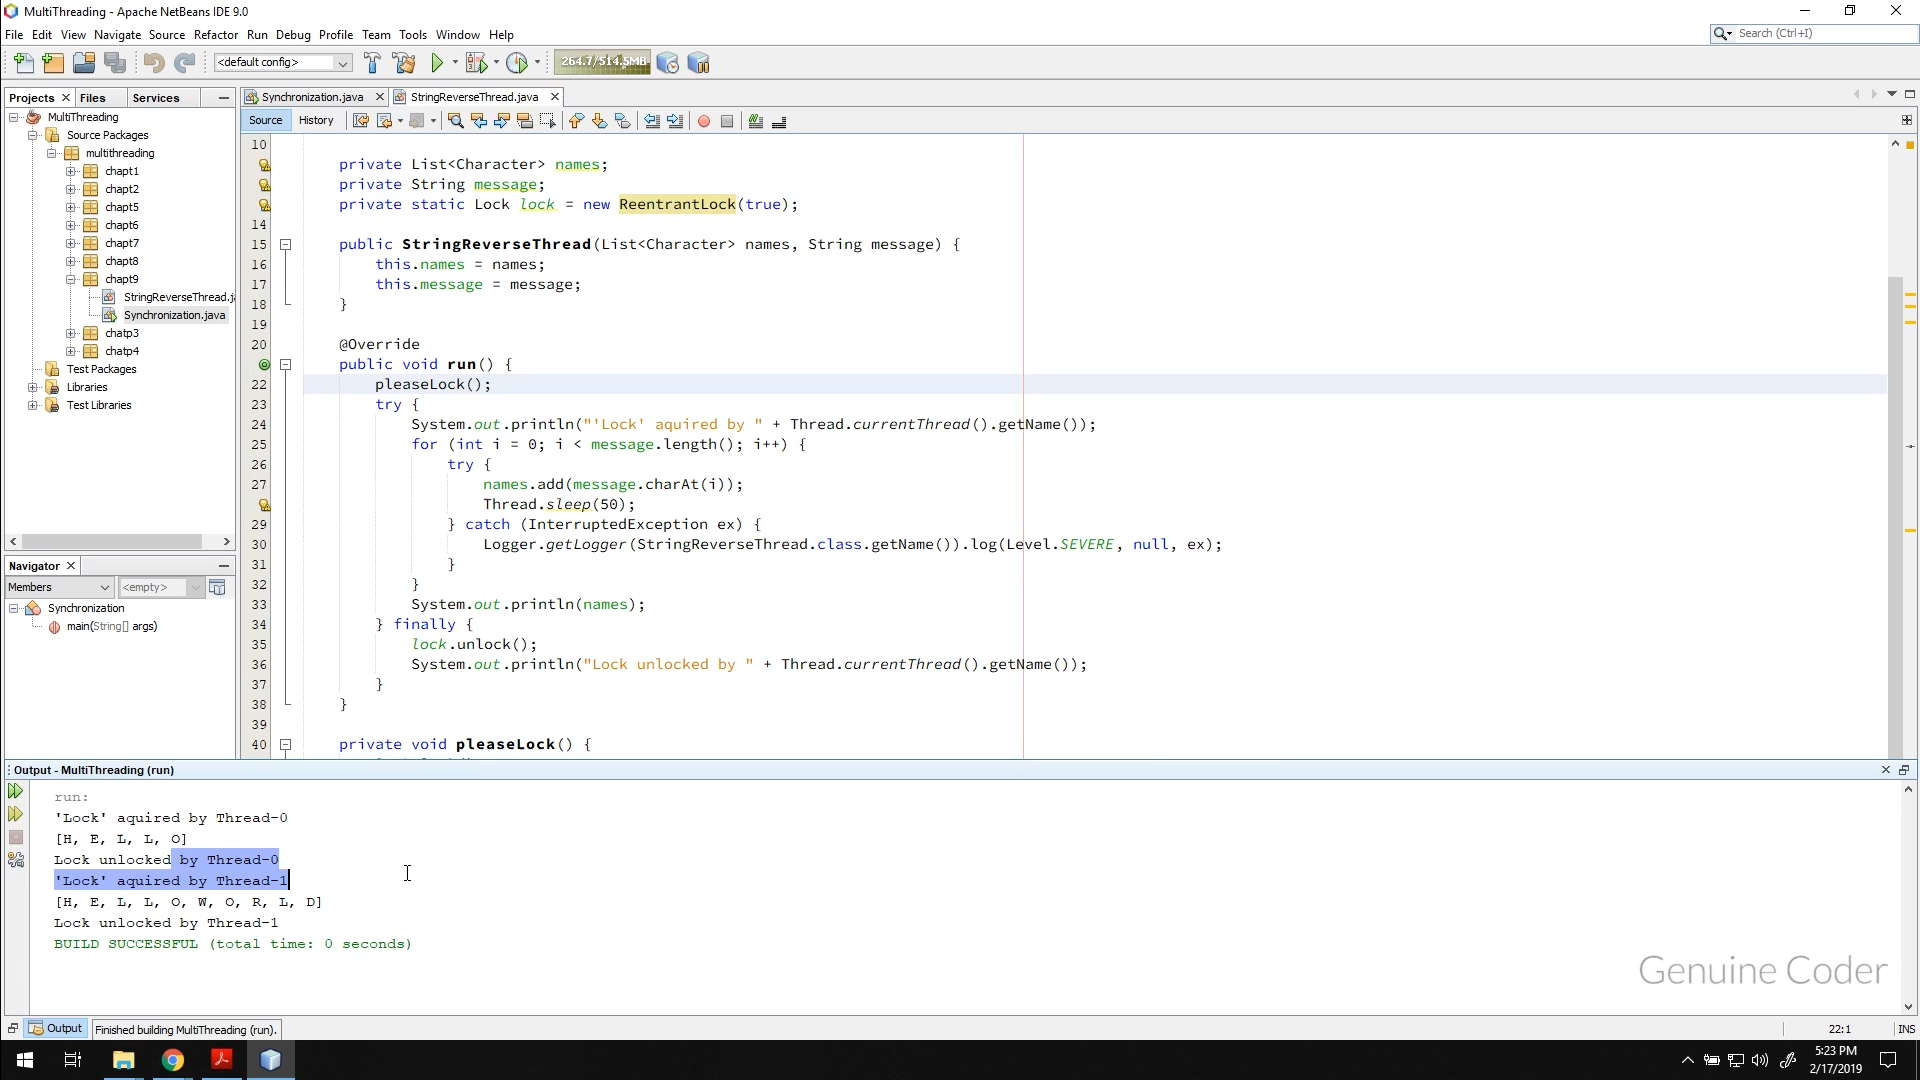 MultiThreading - Apache NetBeans IDE 9.0
File Edit View Navigate Source Refactor Run Debug Profile Team Tools Window Help
Search (Ctrl+I)
<default config>
264.7/514.5MB
Projects Files Services
Synchronization.java StringReverseThread.java
MultiThreading
Source Packages
multithreading
chapt1
chapt2
chapt5
chapt6
chapt7
chapt8
chapt9
StringReverseThread.ja
Synchronization.java
chatp3
chatp4
Test Packages
Libraries
Test Libraries
Navigator
Members <empty>
Synchronization
main(String[] args)
Source History
10
private List<Character> names;
private String message;
private static Lock lock = new ReentrantLock(true);
14
15 public StringReverseThread(List<Character> names, String message) {
16 this.names = names;
17 this.message = message;
18 }
19
20 @Override
public void run() {
22 pleaseLock();
23 try {
24 System.out.println("'Lock' aquired by " + Thread.currentThread().getName());
25 for (int i = 0; i < message.length(); i++) {
26 try {
27 names.add(message.charAt(i));
Thread.sleep(50);
29 } catch (InterruptedException ex) {
30 Logger.getLogger(StringReverseThread.class.getName()).log(Level.SEVERE, null, ex);
31 }
32 }
33 System.out.println(names);
34 } finally {
35 lock.unlock();
36 System.out.println("Lock unlocked by " + Thread.currentThread().getName());
37 }
38 }
39
40 private void pleaseLock() {
Output - MultiThreading (run)
run:
'Lock' aquired by Thread-0
[H, E, L, L, O]
Lock unlocked by Thread-0
'Lock' aquired by Thread-1
[H, E, L, L, O, W, O, R, L, D]
Lock unlocked by Thread-1
BUILD SUCCESSFUL (total time: 0 seconds)
Genuine Coder
Output Finished building MultiThreading (run).
22:1 INS
5:23 PM
2/17/2019